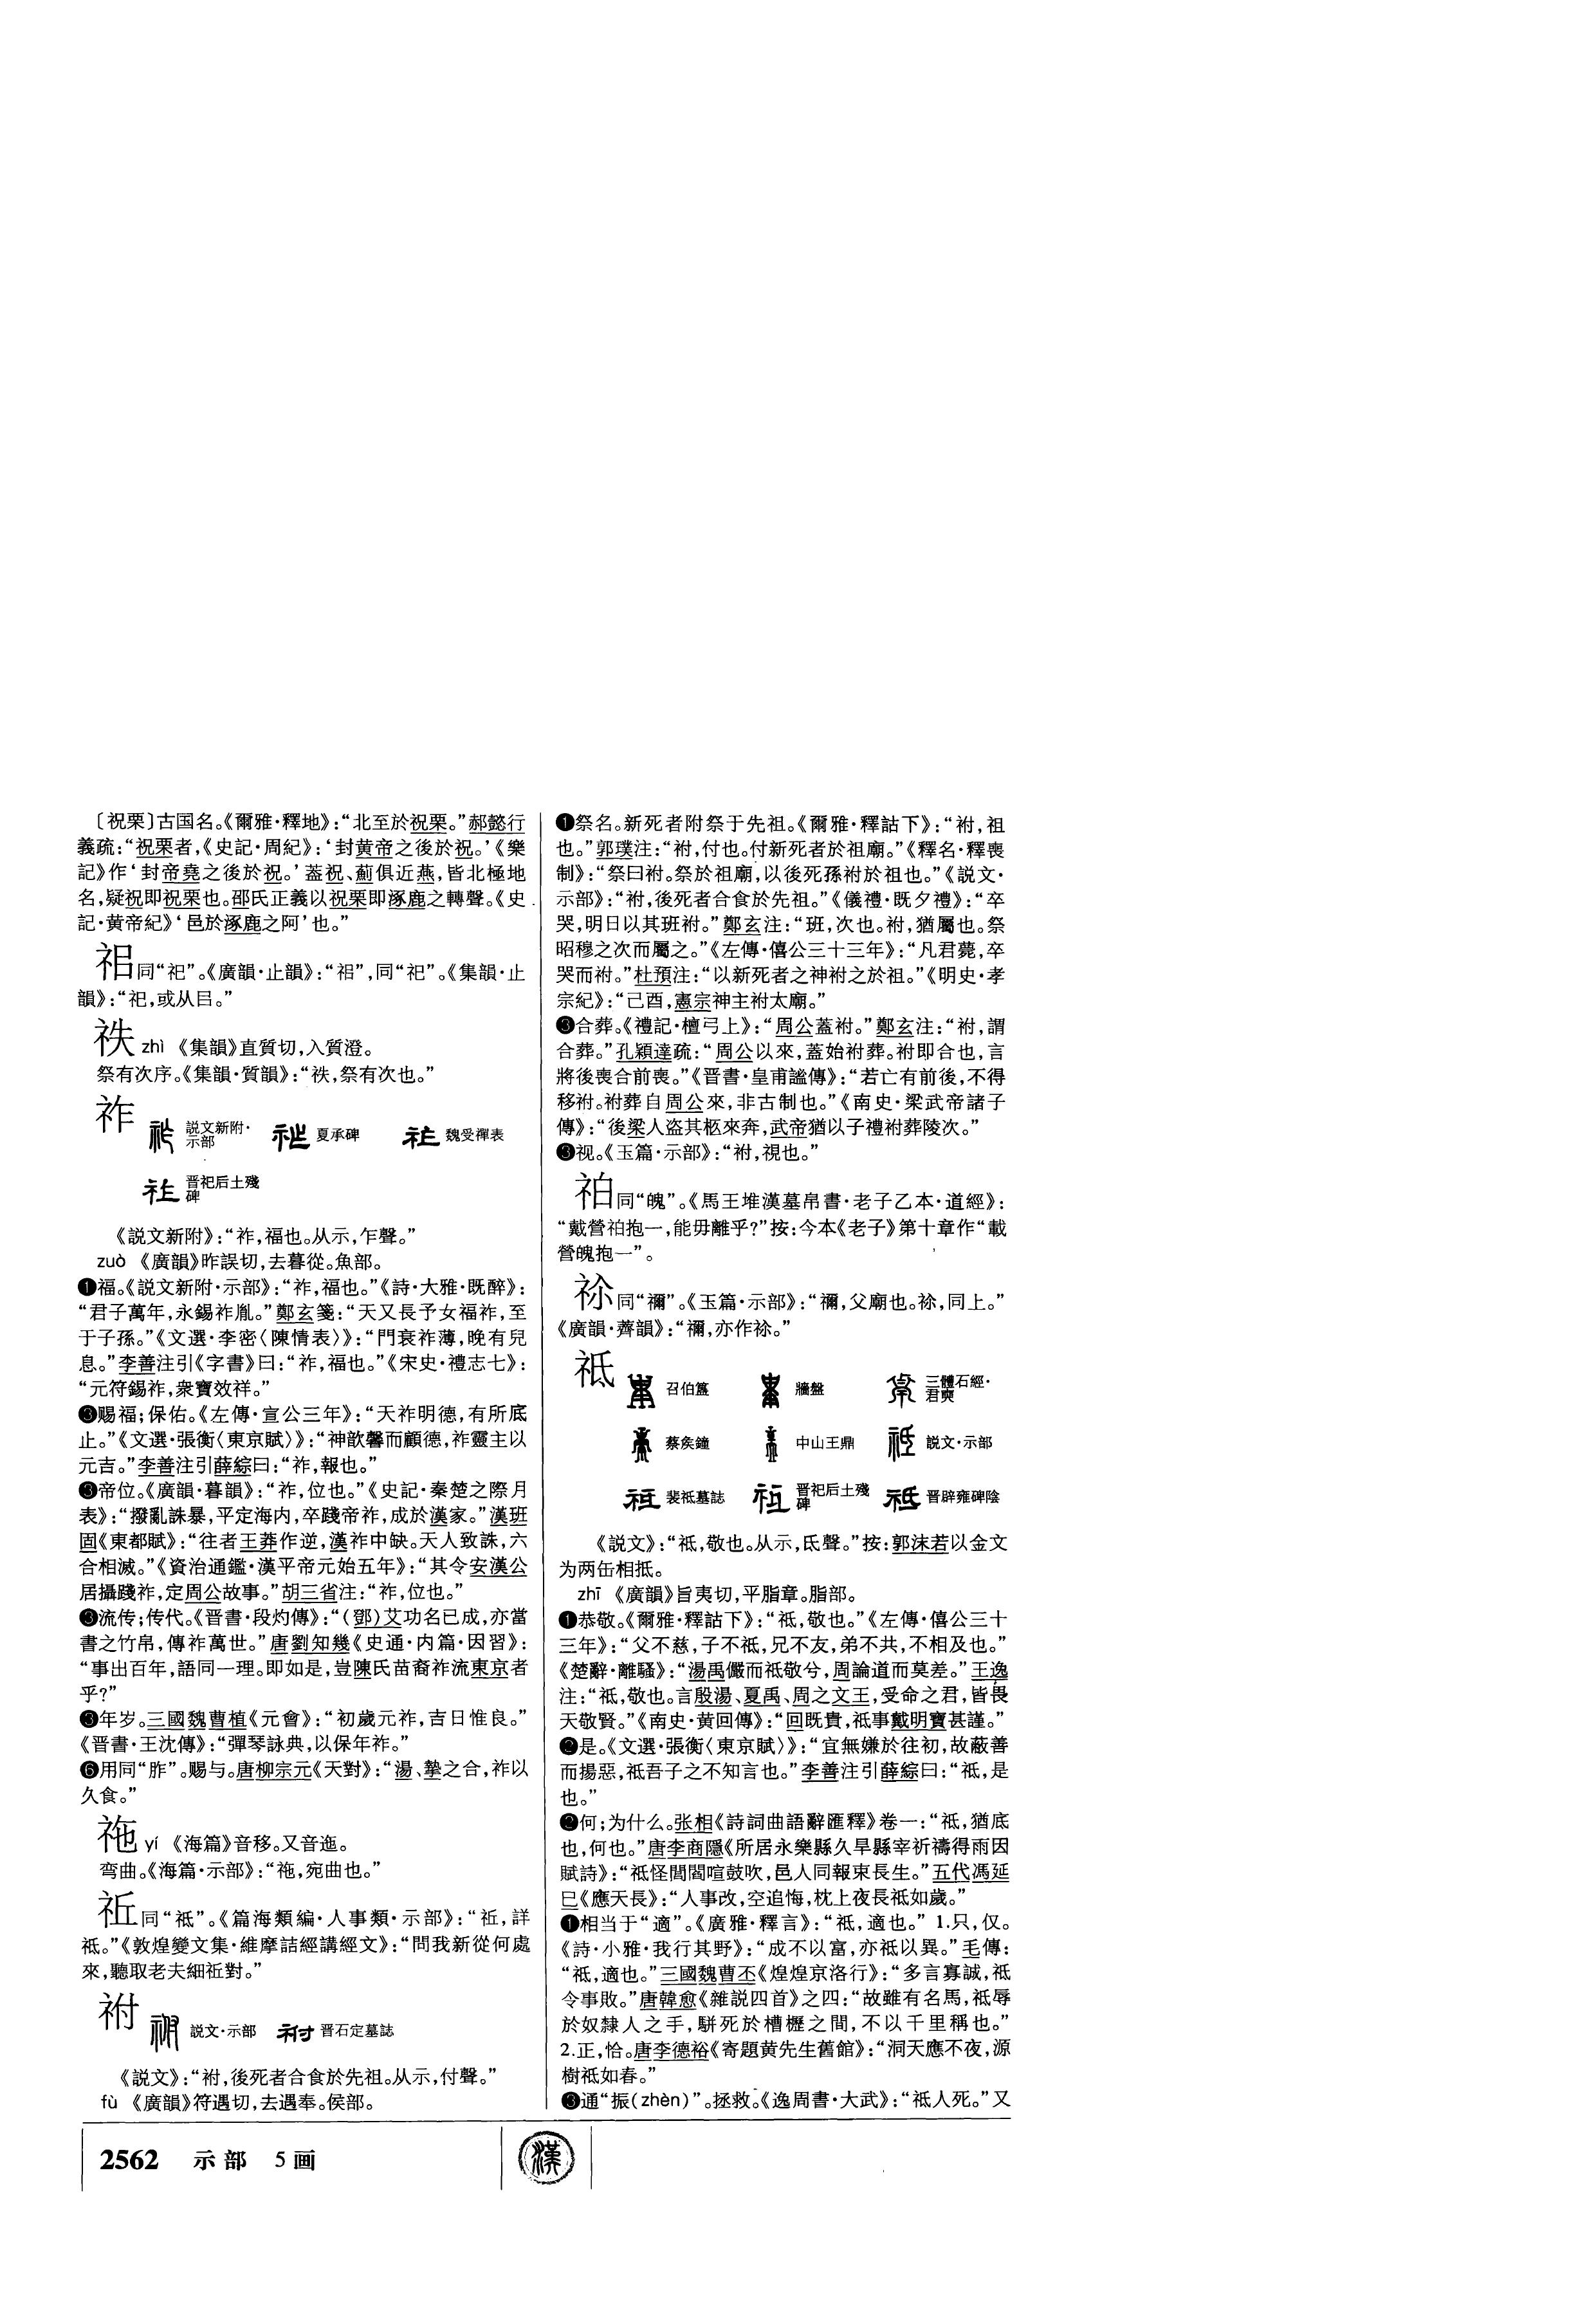 〔祝栗〕古国名。《爾雅·釋地》：“北至於祝栗。”郝懿行
義疏：“祝栗者，《史記·周紀》：‘封黄帝之後於祝。’《樂
記》作‘封帝堯之後於祝。’葢祝、薊俱近燕，皆北極地
名，疑祝即祝栗也。邵氏正義以祝栗即涿鹿之轉聲。《史
記·黄帝紀》‘邑於涿鹿之阿’也。”
䄫同“祀”。《廣韻·止韻》：“䄫”，同“祀”。《集韻·止
韻》：“祀，或从㠯。”
祑 zhì 《集韻》直質切，入質澄。
祭有次序。《集韻·質韻》：“祑，祭有次也。”
祚 説文新附·示部 夏承碑 魏受禪表
晋祀后土殘碑
《説文新附》：“祚，福也。从示，乍聲。”
zuò 《廣韻》昨誤切，去暮從。魚部。
❶福。《説文新附·示部》：“祚，福也。”《詩·大雅·既醉》：
“君子萬年，永錫祚胤。”鄭玄箋：“天又長予女福祚，至
于子孫。”《文選·李密〈陳情表〉》：“門衰祚薄，晚有兒
息。”李善注引《字書》曰：“祚，福也。”《宋史·禮志七》：
“元符錫祚，衆寶效祥。”
❸赐福；保佑。《左傳·宣公三年》：“天祚明德，有所底
止。”《文選·張衡〈東京賦〉》：“神歆馨而顧德，祚靈主以
元吉。”李善注引薛綜曰：“祚，報也。”
❸帝位。《廣韻·暮韻》：“祚，位也。”《史記·秦楚之際月
表》：“撥亂誅暴，平定海内，卒踐帝祚，成於漢家。”漢班
固《東都賦》：“往者王莽作逆，漢祚中缺。天人致誅，六
合相滅。”《資治通鑑·漢平帝元始五年》：“其令安漢公
居攝踐祚，定周公故事。”胡三省注：“祚，位也。”
❸流传；传代。《晋書·段灼傳》：“（鄧）艾功名已成，亦當
書之竹帛，傳祚萬世。”唐劉知幾《史通·内篇·因習》：
“事出百年，語同一理。即如是，豈陳氏苗裔祚流東京者
乎？”
❸年岁。三國魏曹植《元會》：“初歲元祚，吉日惟良。”
《晋書·王沈傳》：“彈琴詠典，以保年祚。”
❻用同“胙”。赐与。唐柳宗元《天對》：“湯、摯之合，祚以
久食。”
䄬 yí 《海篇》音移。又音迤。
弯曲。《海篇·示部》：“䄬，宛曲也。”
𥘵同“祗”。《篇海類編·人事類·示部》：“𥘵，詳
祗。”《敦煌變文集·維摩詰經講經文》：“問我新從何處
來，聽取老夫細𥘵對。”
祔 説文·示部 晋石定墓誌
《説文》：“祔，後死者合食於先祖。从示，付聲。”
fù 《廣韻》符遇切，去遇奉。侯部。
❶祭名。新死者附祭于先祖。《爾雅·釋詁下》：“祔，祖
也。”郭璞注：“祔，付也。付新死者於祖廟。”《釋名·釋喪
制》：“祭曰祔。祭於祖廟，以後死孫祔於祖也。”《説文·
示部》：“祔，後死者合食於先祖。”《儀禮·既夕禮》：“卒
哭，明日以其班祔。”鄭玄注：“班，次也。祔，猶屬也。祭
昭穆之次而屬之。”《左傳·僖公三十三年》：“凡君薨，卒
哭而祔。”杜預注：“以新死者之神祔之於祖。”《明史·孝
宗紀》：“己酉，憲宗神主祔太廟。”
❸合葬。《禮記·檀弓上》：“周公蓋祔。”鄭玄注：“祔，謂
合葬。”孔穎達疏：“周公以來，蓋始祔葬。祔即合也，言
將後喪合前喪。”《晋書·皇甫謐傳》：“若亡有前後，不得
移祔。祔葬自周公來，非古制也。”《南史·梁武帝諸子
傳》：“後梁人盗其柩來奔，武帝猶以子禮祔葬陵次。”
❸视。《玉篇·示部》：“祔，視也。”
袙同“魄”。《馬王堆漢墓帛書·老子乙本·道經》：
“戴營袙抱一，能毋離乎？”按：今本《老子》第十章作“載
營魄抱一”。
祢同“禰”。《玉篇·示部》：“禰，父廟也。祢，同上。”
《廣韻·薺韻》：“禰，亦作祢。”
祗 召伯簋 牆盤 三體石經·君奭
蔡矦鐘 中山王鼎 説文·示部
裴祗墓誌 晋祀后土殘碑 晋辟雍碑陰
《説文》：“祗，敬也。从示，氐聲。”按：郭沫若以金文
为两缶相抵。
zhī 《廣韻》旨夷切，平脂章。脂部。
❶恭敬。《爾雅·釋詁下》：“祗，敬也。”《左傳·僖公三十
三年》：“父不慈，子不祗，兄不友，弟不共，不相及也。”
《楚辭·離騷》：“湯禹儼而祗敬兮，周論道而莫差。”王逸
注：“祗，敬也。言殷湯、夏禹、周之文王，受命之君，皆畏
天敬賢。”《南史·黄回傳》：“回既貴，祗事戴明寶甚謹。”
❷是。《文選·張衡〈東京賦〉》：“宜無嫌於往初，故蔽善
而揚惡，祗吾子之不知言也。”李善注引薛綜曰：“祗，是
也。”
❷何；为什么。张相《詩詞曲語辭匯釋》卷一：“祗，猶底
也，何也。”唐李商隱《所居永樂縣久旱縣宰祈禱得雨因
賦詩》：“祗怪閭閻喧鼓吹，邑人同報束長生。”五代馮延
巳《應天長》：“人事改，空追悔，枕上夜長祗如歲。”
❶相当于“適”。《廣雅·釋言》：“祗，適也。” 1.只，仅。
《詩·小雅·我行其野》：“成不以富，亦祗以異。”毛傳：
“祗，適也。”三國魏曹丕《煌煌京洛行》：“多言寡誠，祗
令事敗。”唐韓愈《雜説四首》之四：“故雖有名馬，祗辱
於奴隸人之手，駢死於槽櫪之間，不以千里稱也。”
2.正，恰。唐李德裕《寄題黄先生舊館》：“洞天應不夜，源
樹祗如春。”
❸通“振(zhèn)”。拯救。《逸周書·大武》：“祗人死。”又
2562 示部 5画
漢